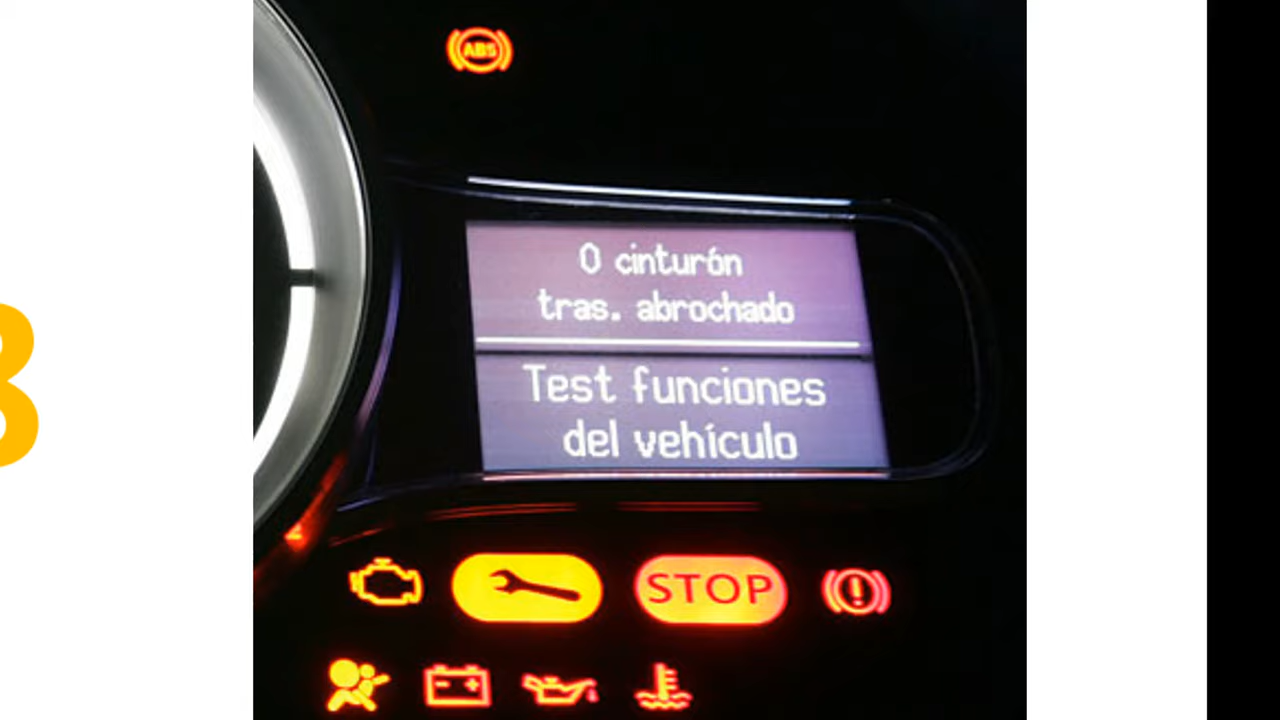 ABS
0 cinturón
tras. abrochado
Test funciones
del vehículo
STOP